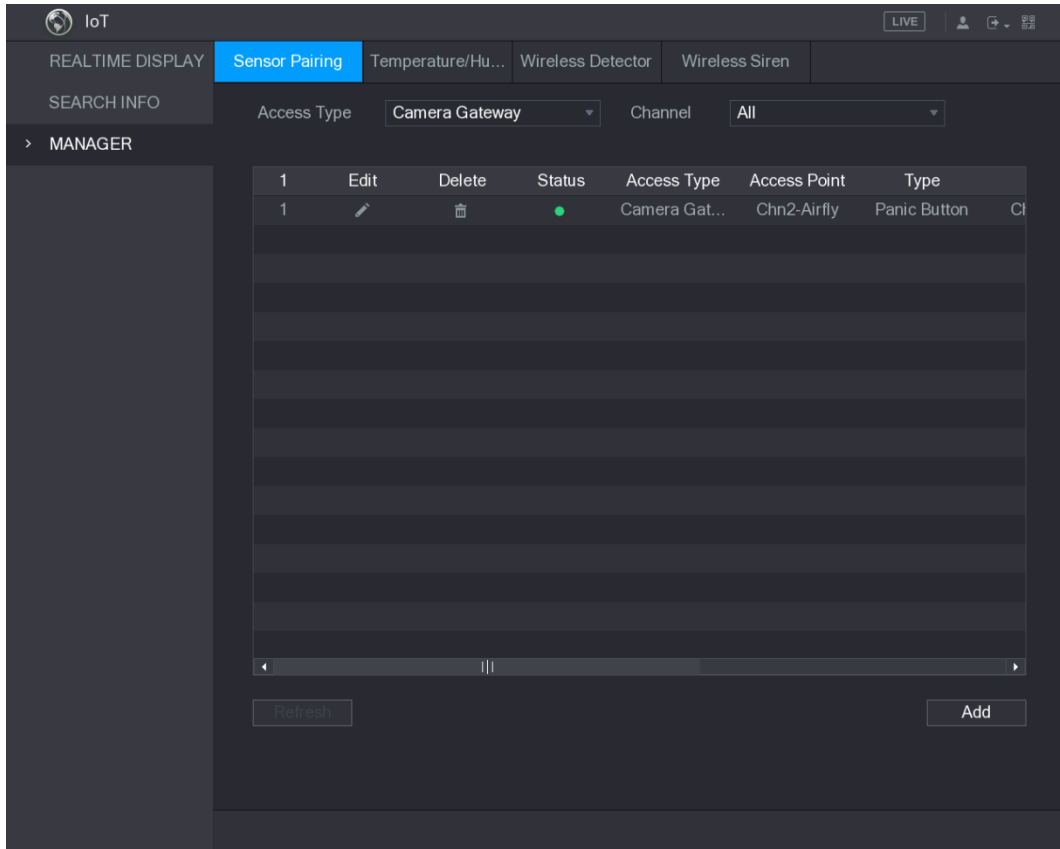 IoT
LIVE
REALTIME DISPLAY
SEARCH INFO
MANAGER
Sensor Pairing
Temperature/Hu...
Wireless Detector
Wireless Siren
Access Type
Camera Gateway
Channel
All
1 Edit Delete Status Access Type Access Point Type
1 Camera Gat... Chn2-Airfly Panic Button
Refresh
Add